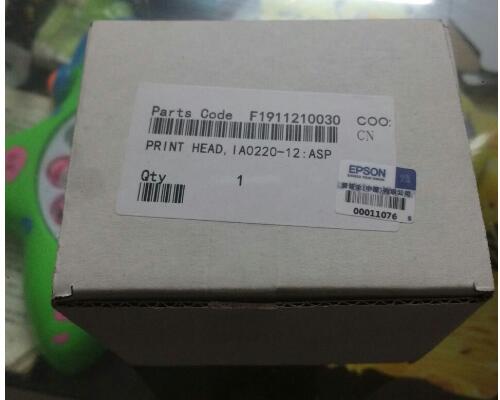 Parts Code F1911210030 COO:
CN
PRINT HEAD, IA0220-12:ASP
Qty 1
EPSON
00011076